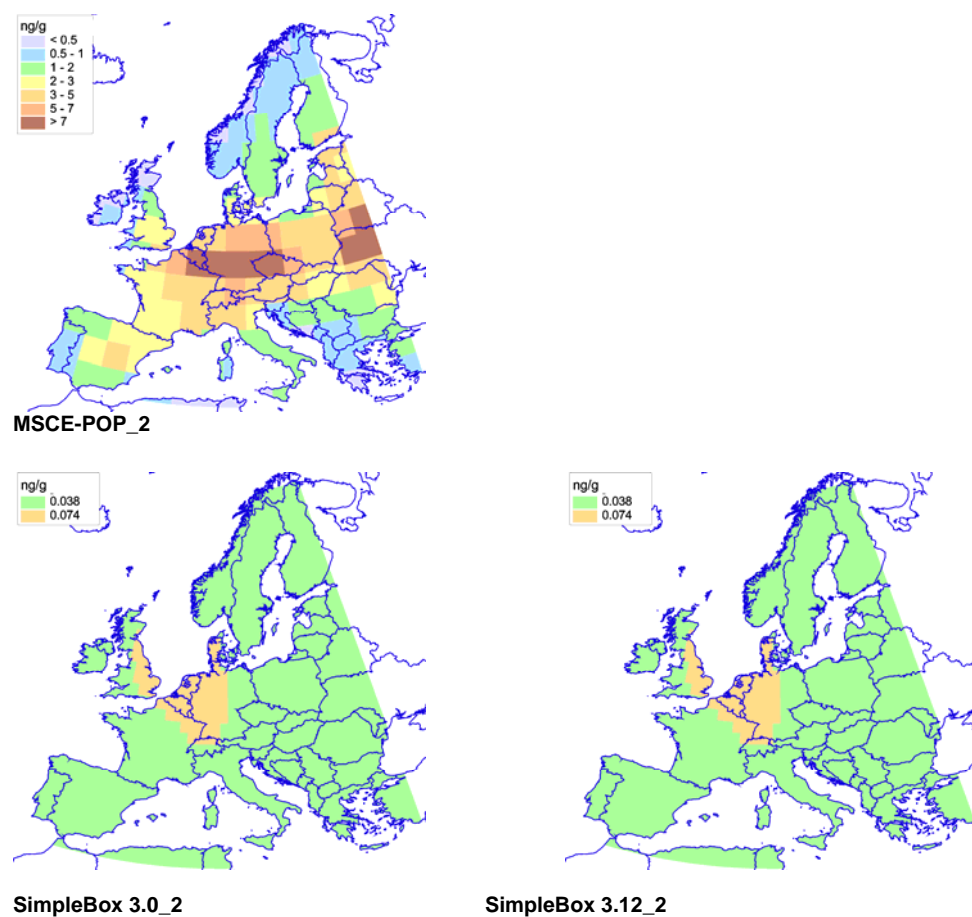 ng/g
< 0.5
0.5 - 1
1 - 2
2 - 3
3 - 5
5 - 7
> 7
MSCE-POP_2
ng/g
0.038
0.074
ng/g
0.038
0.074
SimpleBox 3.0_2
SimpleBox 3.12_2